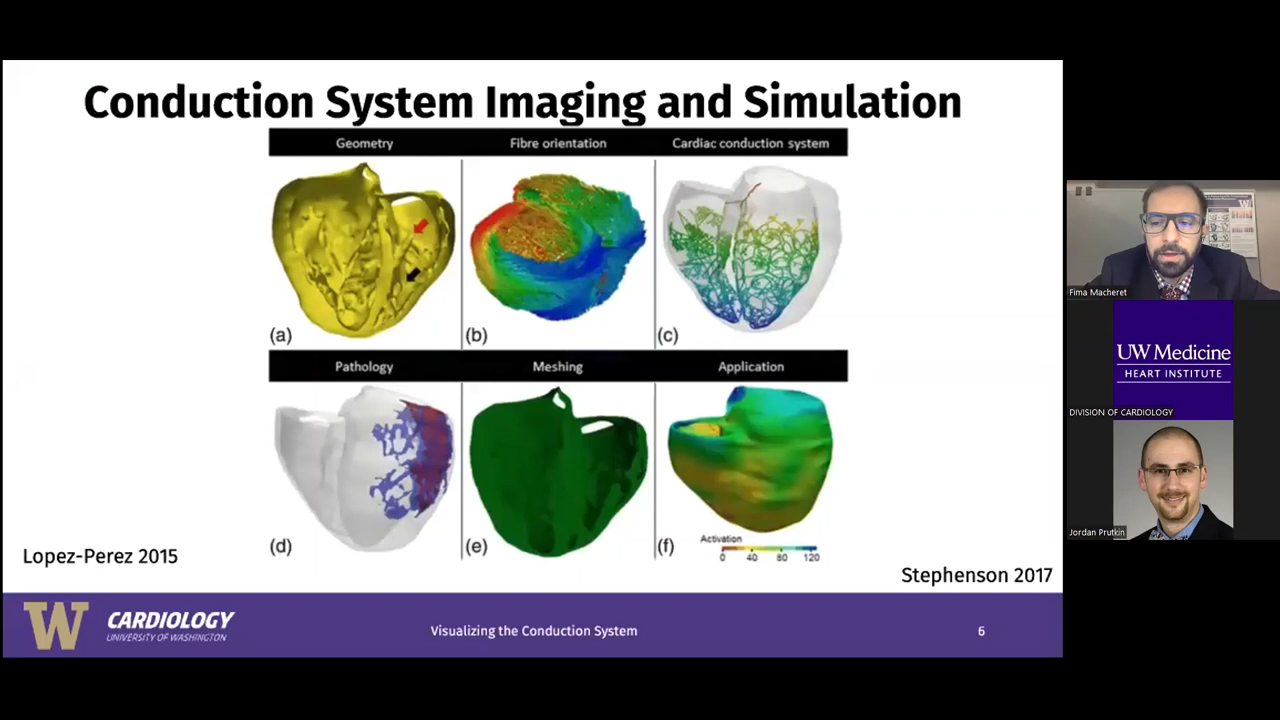 Conduction System Imaging and Simulation
Geometry
Fibre orientation
Cardiac conduction system
(a)
(b)
(c)
Pathology
Meshing
Application
(d)
(e)
(f)
Activation
0 40 80 120
Lopez-Perez 2015
Stephenson 2017
W
CARDIOLOGY
UNIVERSITY OF WASHINGTON
Visualizing the Conduction System
6
Fima Macheret
UW Medicine
HEART INSTITUTE
DIVISION OF CARDIOLOGY
Jordan Prutkin